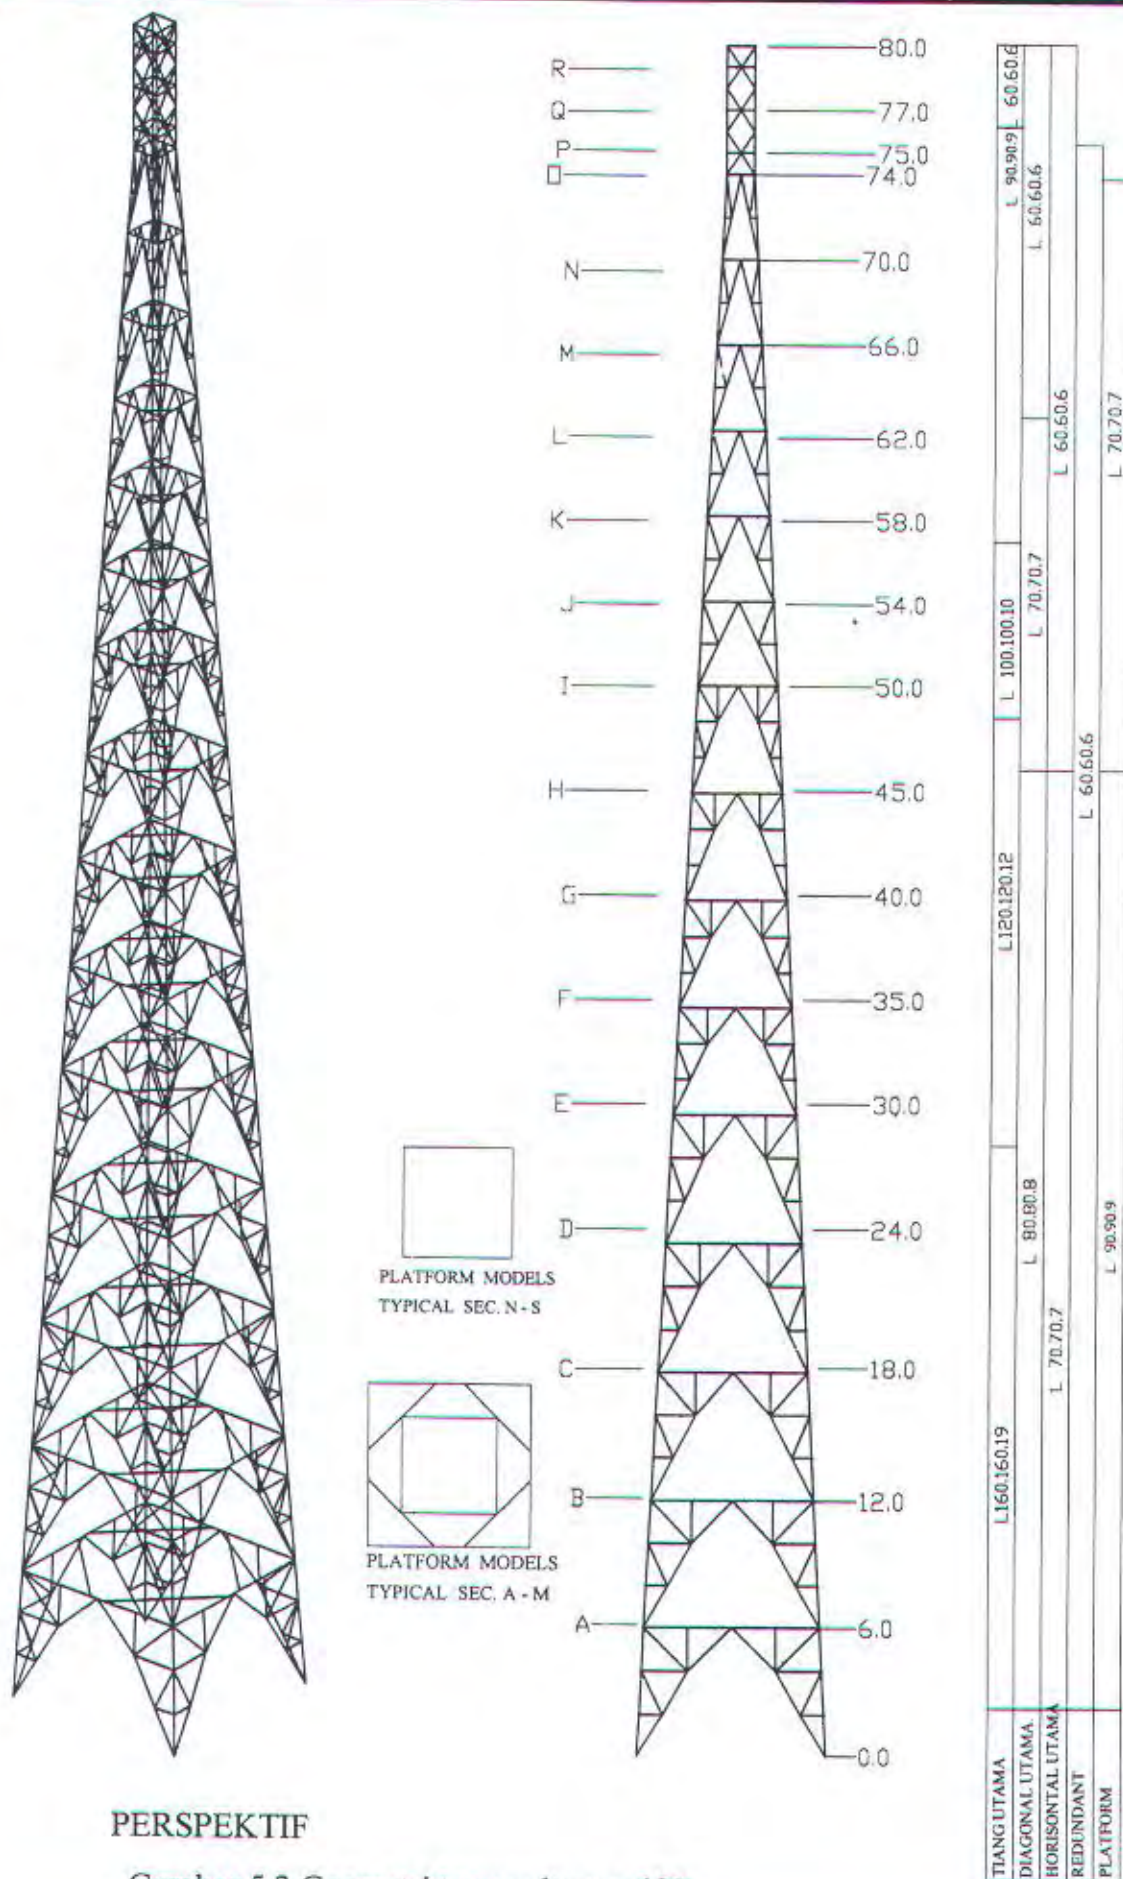 R
80.0
Q
77.0
P
75.0
O
74.0
N
70.0
M
66.0
L
62.0
K
58.0
J
54.0
I
50.0
H
45.0
G
40.0
F
35.0
E
30.0
D
24.0
C
18.0
B
12.0
A
6.0
0.0
PLATFORM MODELS
TYPICAL SEC. N - S
PLATFORM MODELS
TYPICAL SEC. A - M
PERSPEKTIF
TIANG UTAMA
L160.160.19
L120.120.12
L 100.100.10
L 90.90.9
L 60.60.6
DIAGONAL UTAMA
L 80.80.8
L 70.70.7
L 60.60.6
HORISONTAL UTAMA
L 70.70.7
L 60.60.6
REDUNDANT
L 60.60.6
PLATFORM
L 90.90.9
L 70.70.7